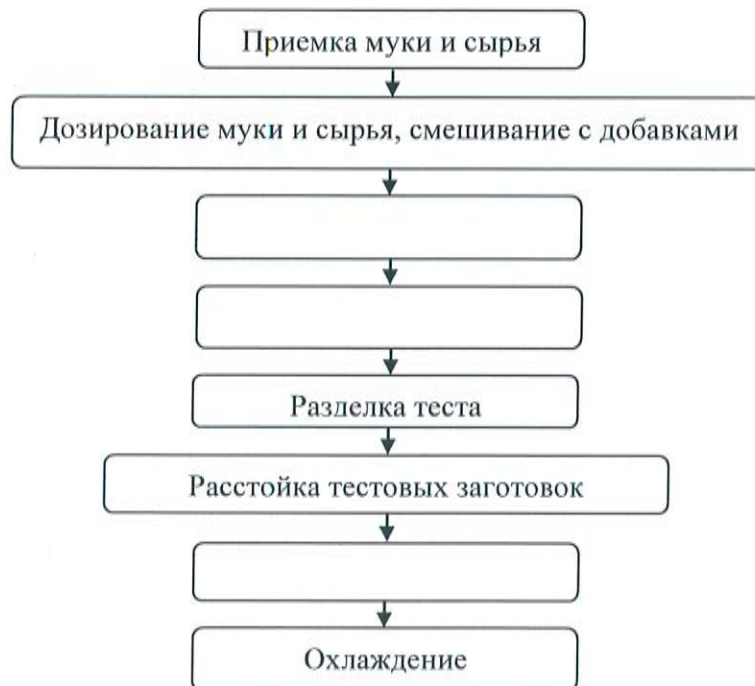 Приемка муки и сырья
Дозирование муки и сырья, смешивание с добавками
Разделка теста
Расстойка тестовых заготовок
Охлаждение